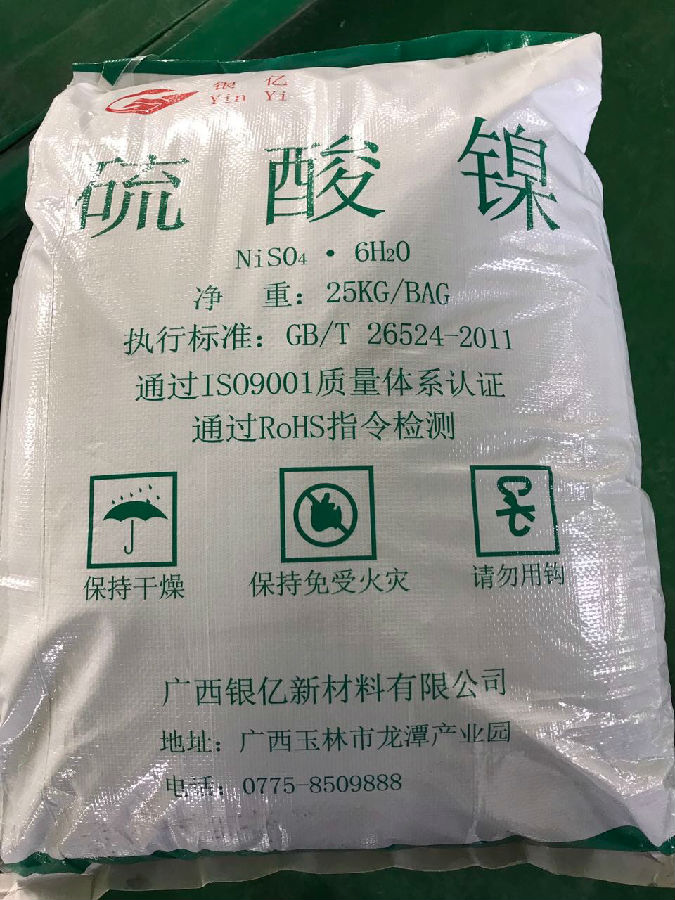 银亿
Yin Yi
硫酸镍
NiSO₄·6H₂O
净 重：25KG/BAG
执行标准：GB/T 26524-2011
通过ISO9001质量体系认证
通过RoHS指令检测
保持干燥 保持免受火灾 请勿用钩
广西银亿新材料有限公司
地址：广西玉林市龙潭产业园
电话：0775-8509888